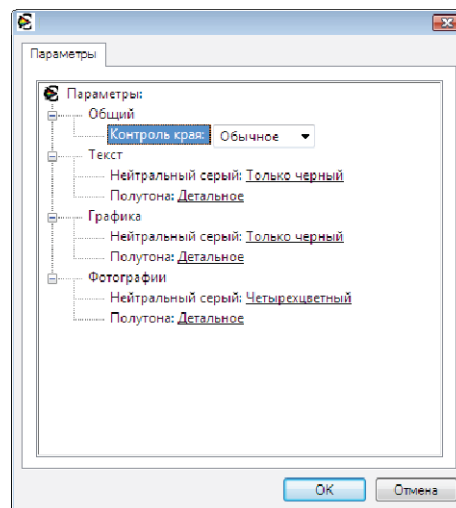 Параметры
Параметры:
Общий
Контроль края: Обычное
Текст
Нейтральный серый: Только черный
Полутона: Детальное
Графика
Нейтральный серый: Только черный
Полутона: Детальное
Фотографии
Нейтральный серый: Четырехцветный
Полутона: Детальное
OK Отмена